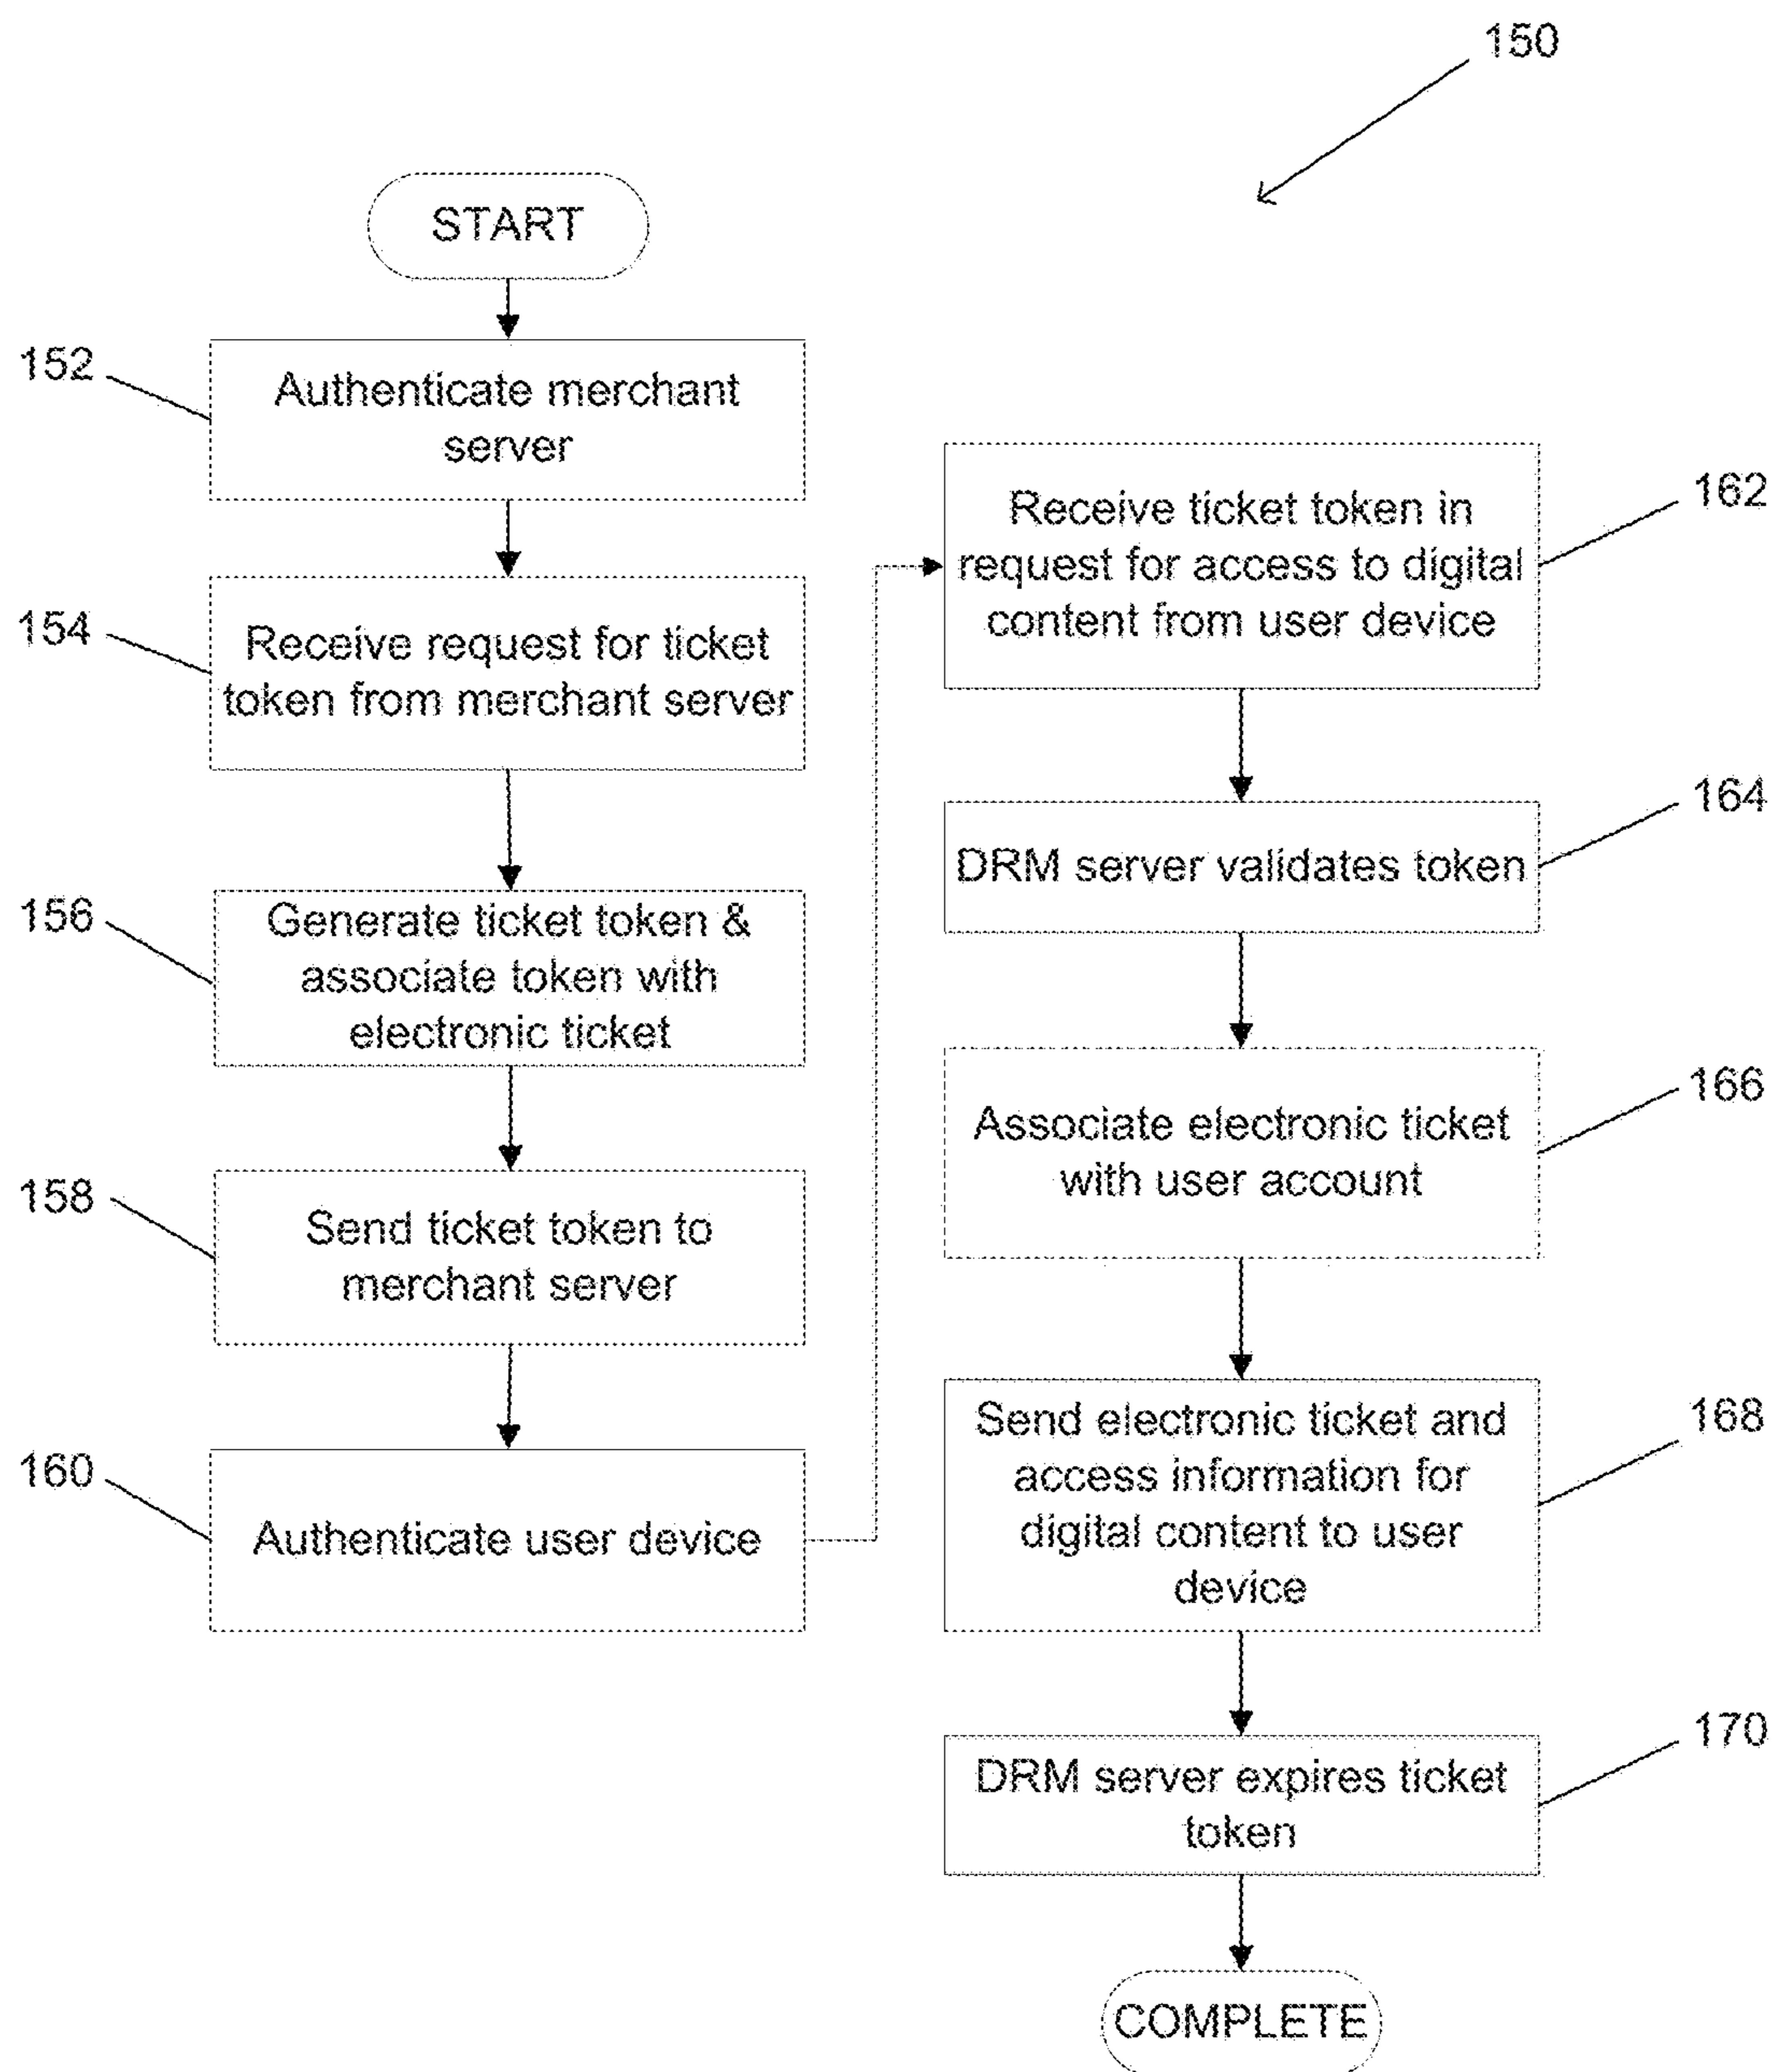 150
START
152
Authenticate merchant
server
154
Receive request for ticket
token from merchant server
156
Generate ticket token &
associate token with
electronic ticket
158
Send ticket token to
merchant server
160
Authenticate user device
162
Receive ticket token in
request for access to digital
content from user device
164
DRM server validates token
166
Associate electronic ticket
with user account
168
Send electronic ticket and
access information for
digital content to user
device
170
DRM server expires ticket
token
COMPLETE